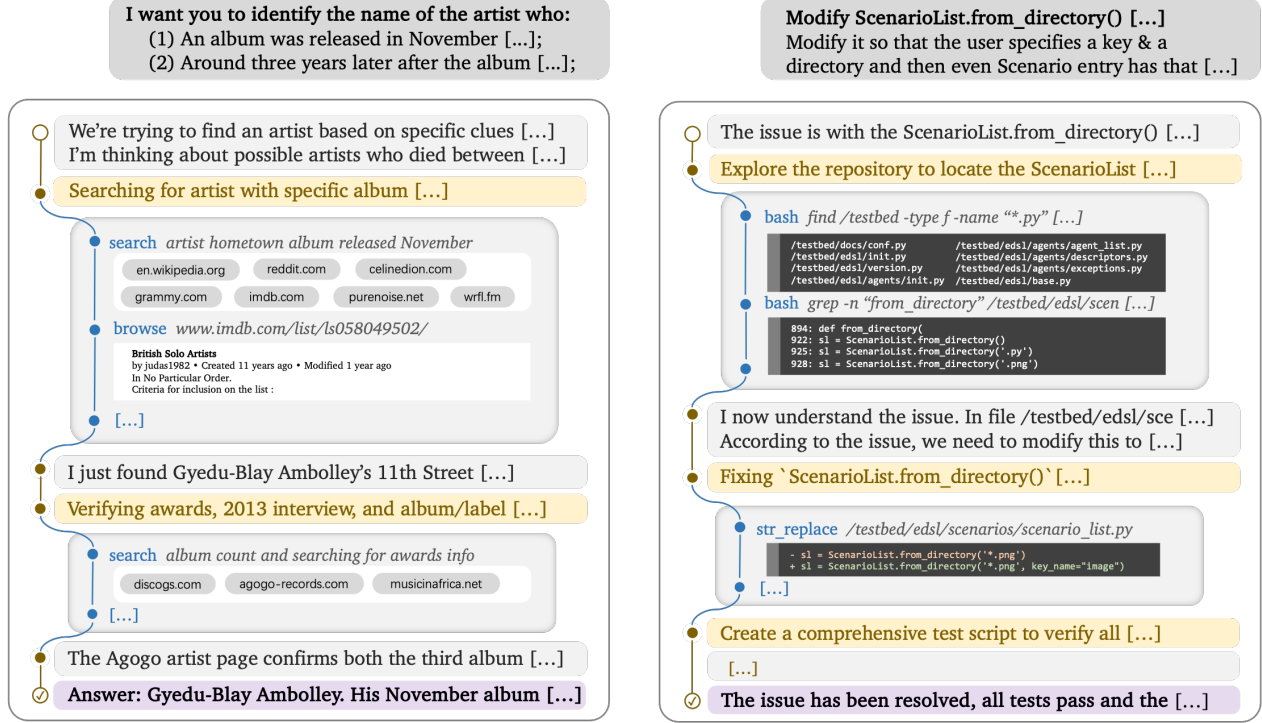 I want you to identify the name of the artist who:
(1) An album was released in November [...];
(2) Around three years later after the album [...];
We're trying to find an artist based on specific clues [...]
I'm thinking about possible artists who died between [...]
Searching for artist with specific album [...]
search artist hometown album released November
en.wikipedia.org reddit.com celinedion.com
grammy.com imdb.com purenoise.net wrfl.fm
browse www.imdb.com/list/ls058049502/
British Solo Artists
by judas1982 • Created 11 years ago • Modified 1 year ago
In No Particular Order.
Criteria for inclusion on the list :
[...]
I just found Gyedu-Blay Ambolley's 11th Street [...]
Verifying awards, 2013 interview, and album/label [...]
search album count and searching for awards info
discogs.com agogo-records.com musicinafrica.net
[...]
The Agogo artist page confirms both the third album [...]
Answer: Gyedu-Blay Ambolley. His November album [...]
Modify ScenarioList.from_directory() [...]
Modify it so that the user specifies a key & a
directory and then even Scenario entry has that [...]
The issue is with the ScenarioList.from_directory() [...]
Explore the repository to locate the ScenarioList [...]
bash find /testbed -type f -name “*.py” [...]
/testbed/docs/conf.py /testbed/edsl/agents/agent_list.py
/testbed/edsl/init.py /testbed/edsl/agents/descriptors.py
/testbed/edsl/version.py /testbed/edsl/agents/exceptions.py
/testbed/edsl/agents/init.py /testbed/edsl/base.py
bash grep -n “from_directory” /testbed/edsl/scen [...]
894: def from_directory(
922: sl = ScenarioList.from_directory()
925: sl = ScenarioList.from_directory('.py')
928: sl = ScenarioList.from_directory('.png')
I now understand the issue. In file /testbed/edsl/sce [...]
According to the issue, we need to modify this to [...]
Fixing `ScenarioList.from_directory()` [...]
str_replace /testbed/edsl/scenarios/scenario_list.py
- sl = ScenarioList.from_directory('*.png')
+ sl = ScenarioList.from_directory('*.png', key_name="image")
[...]
Create a comprehensive test script to verify all [...]
[...]
The issue has been resolved, all tests pass and the [...]